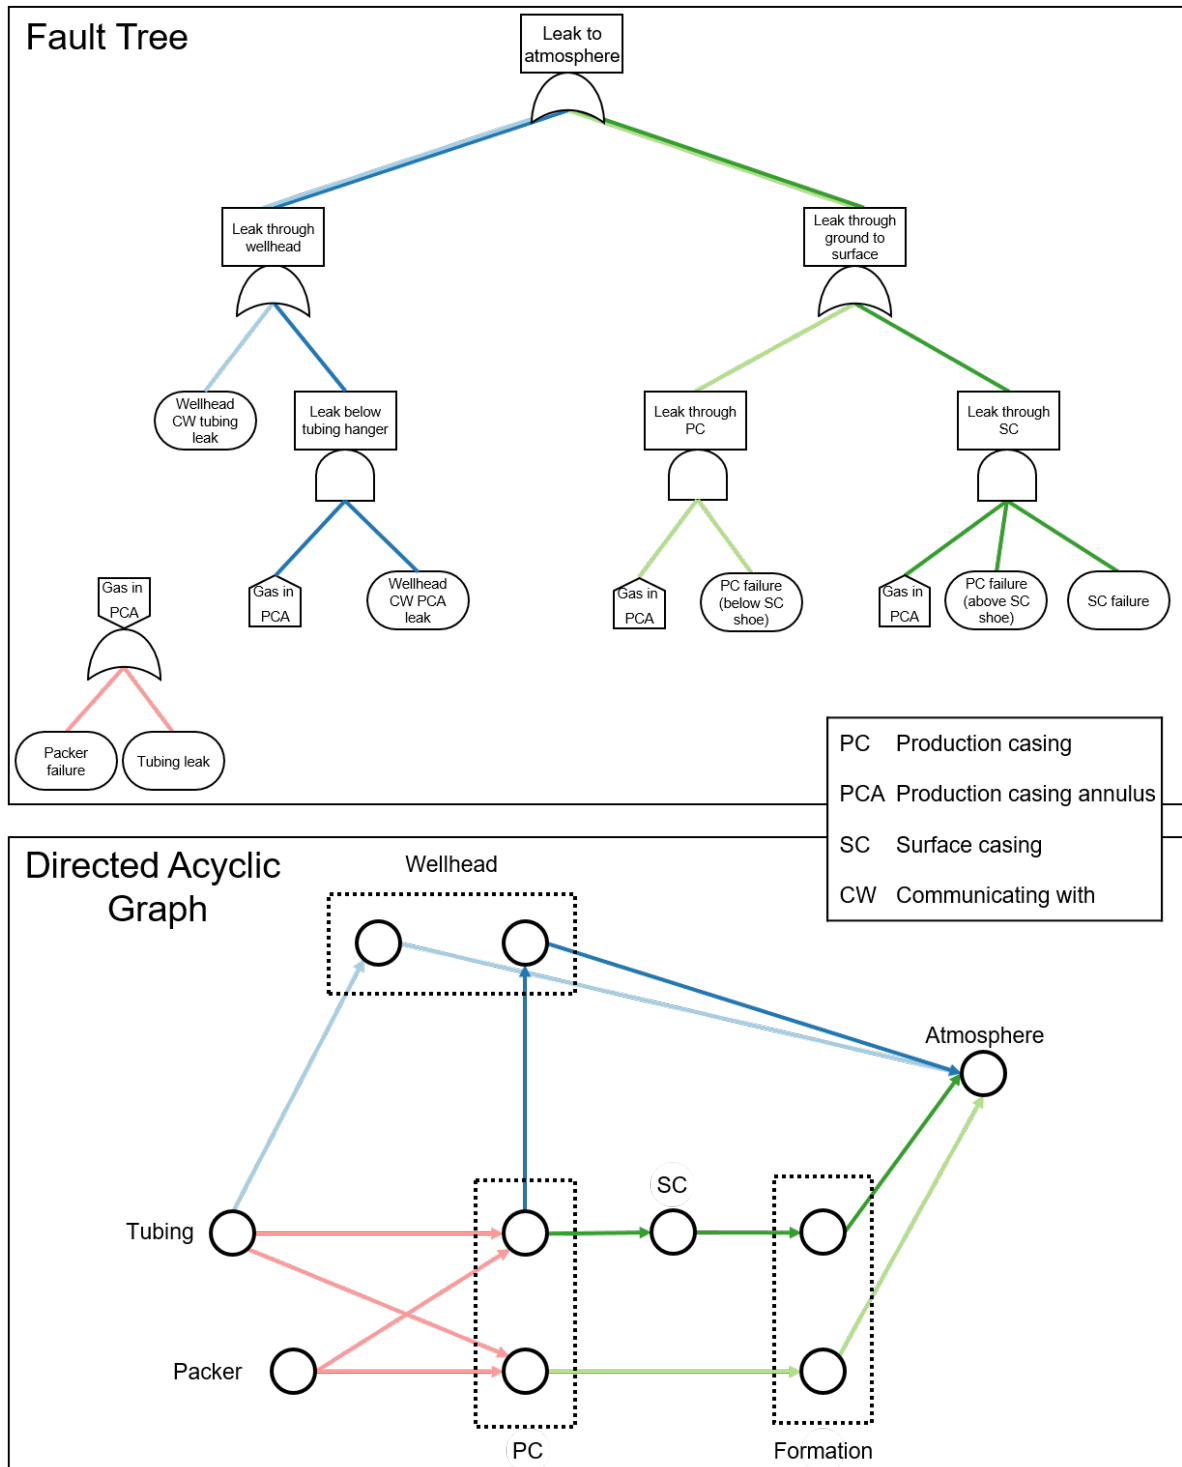 Fault Tree
Leak to
atmosphere
Leak through
wellhead
Leak through
ground to
surface
Wellhead
CW tubing
leak
Leak below
tubing hanger
Leak through
PC
Leak through
SC
Gas in
PCA
Wellhead
CW PCA
leak
Gas in
PCA
PC failure
(below SC
shoe)
Gas in
PCA
PC failure
(above SC
shoe)
SC failure
Gas in
PCA
Packer
failure
Tubing leak
PC Production casing
PCA Production casing annulus
SC Surface casing
CW Communicating with
Directed Acyclic
Graph
Wellhead
Atmosphere
SC
Tubing
Packer
PC
Formation